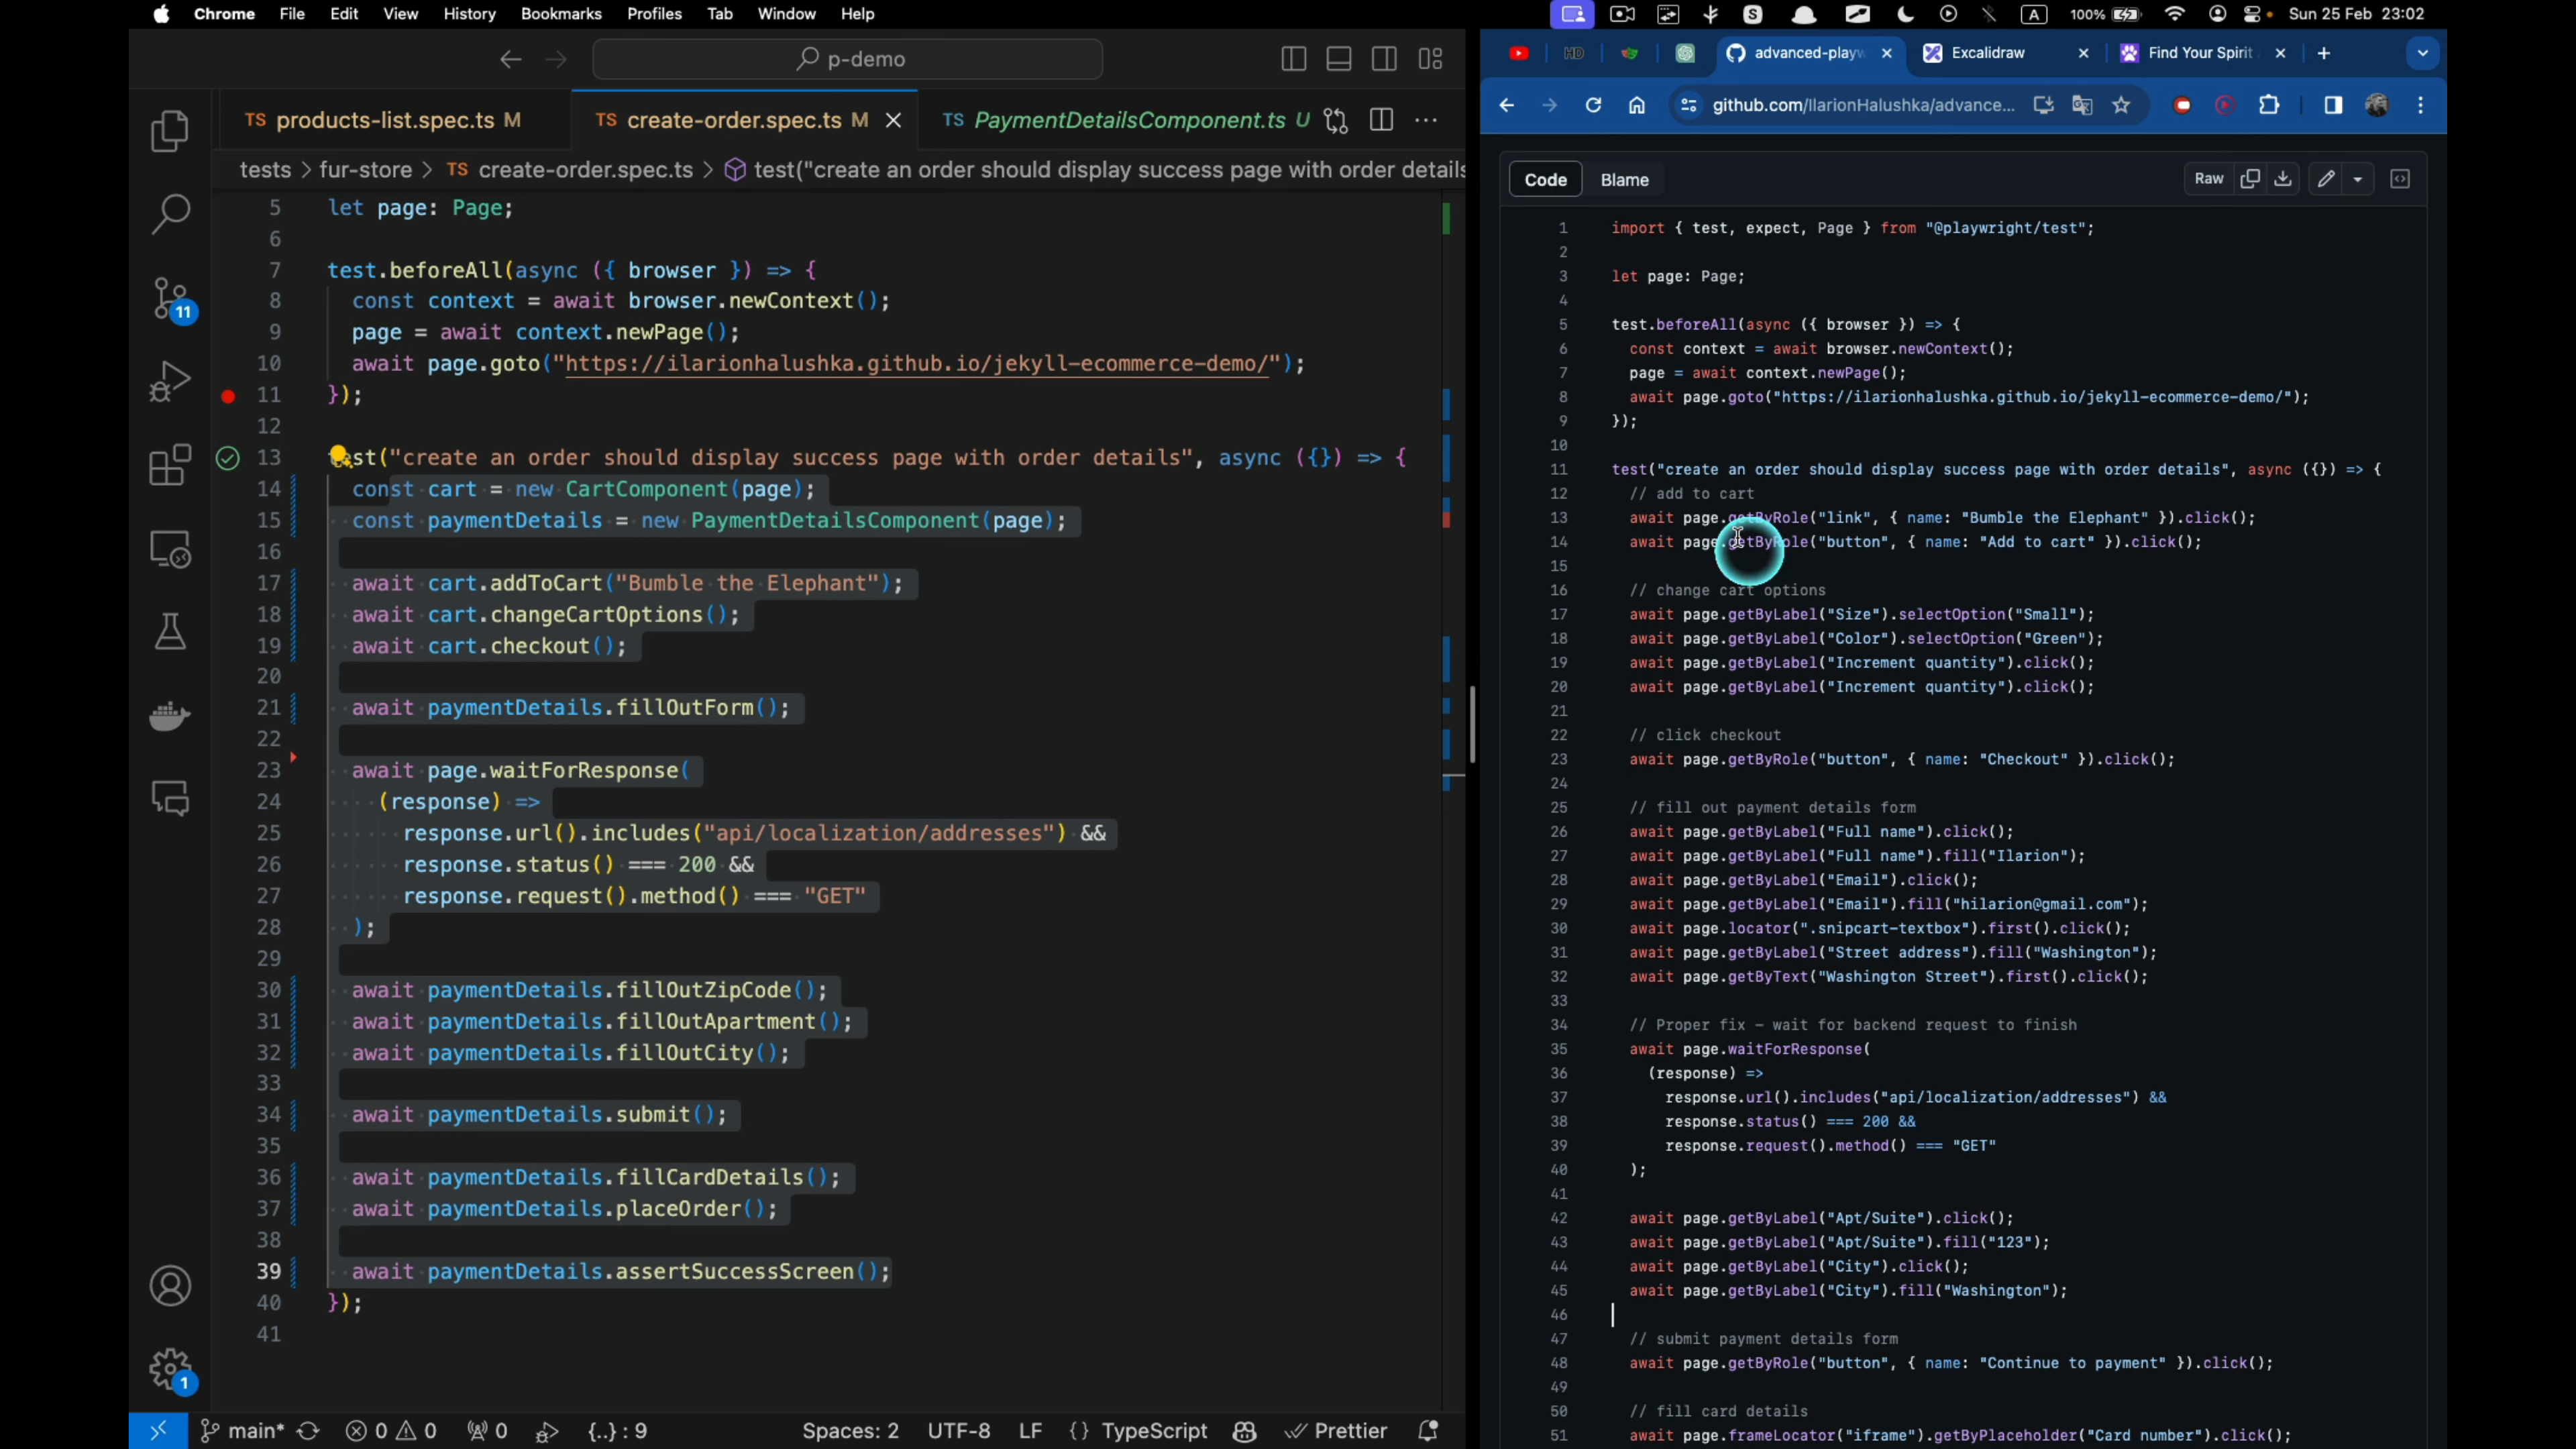 Chrome File Edit View History Bookmarks Profiles Tab Window Help
S A 100% Sun 25 Feb 23:02
p-demo
TS products-list.spec.ts M
TS create-order.spec.ts M
TS PaymentDetailsComponent.ts U
tests > fur-store > TS create-order.spec.ts > test("create an order should display success page with order details
5 let page: Page;
6
7 test.beforeAll(async ({ browser }) => {
8 const context = await browser.newContext();
9 page = await context.newPage();
10 await page.goto("https://ilarionhalushka.github.io/jekyll-ecommerce-demo/");
11 });
12
13 st("create an order should display success page with order details", async ({}) => {
14 const cart = new CartComponent(page);
15 const paymentDetails = new PaymentDetailsComponent(page);
16
17 await cart.addToCart("Bumble the Elephant");
18 await cart.changeCartOptions();
19 await cart.checkout();
20
21 await paymentDetails.fillOutForm();
22
23 await page.waitForResponse(
24 (response) =>
25 response.url().includes("api/localization/addresses") &&
26 response.status() === 200 &&
27 response.request().method() === "GET"
28 );
29
30 await paymentDetails.fillOutZipCode();
31 await paymentDetails.fillOutApartment();
32 await paymentDetails.fillOutCity();
33
34 await paymentDetails.submit();
35
36 await paymentDetails.fillCardDetails();
37 await paymentDetails.placeOrder();
38
39 await paymentDetails.assertSuccessScreen();
40 });
41
11
1
main* 0 0 0 {..} : 9 Spaces: 2 UTF-8 LF {} TypeScript Prettier
HD advanced-playw Excalidraw Find Your Spirit
github.com/IlarionHalushka/advance...
Code Blame Raw
1 import { test, expect, Page } from "@playwright/test";
2
3 let page: Page;
4
5 test.beforeAll(async ({ browser }) => {
6 const context = await browser.newContext();
7 page = await context.newPage();
8 await page.goto("https://ilarionhalushka.github.io/jekyll-ecommerce-demo/");
9 });
10
11 test("create an order should display success page with order details", async ({}) => {
12 // add to cart
13 await page.getByRole("link", { name: "Bumble the Elephant" }).click();
14 await page.getByRole("button", { name: "Add to cart" }).click();
15
16 // change cart options
17 await page.getByLabel("Size").selectOption("Small");
18 await page.getByLabel("Color").selectOption("Green");
19 await page.getByLabel("Increment quantity").click();
20 await page.getByLabel("Increment quantity").click();
21
22 // click checkout
23 await page.getByRole("button", { name: "Checkout" }).click();
24
25 // fill out payment details form
26 await page.getByLabel("Full name").click();
27 await page.getByLabel("Full name").fill("Ilarion");
28 await page.getByLabel("Email").click();
29 await page.getByLabel("Email").fill("hilarion@gmail.com");
30 await page.locator(".snipcart-textbox").first().click();
31 await page.getByLabel("Street address").fill("Washington");
32 await page.getByText("Washington Street").first().click();
33
34 // Proper fix – wait for backend request to finish
35 await page.waitForResponse(
36 (response) =>
37 response.url().includes("api/localization/addresses") &&
38 response.status() === 200 &&
39 response.request().method() === "GET"
40 );
41
42 await page.getByLabel("Apt/Suite").click();
43 await page.getByLabel("Apt/Suite").fill("123");
44 await page.getByLabel("City").click();
45 await page.getByLabel("City").fill("Washington");
46
47 // submit payment details form
48 await page.getByRole("button", { name: "Continue to payment" }).click();
49
50 // fill card details
51 await page.frameLocator("iframe").getByPlaceholder("Card number").click();